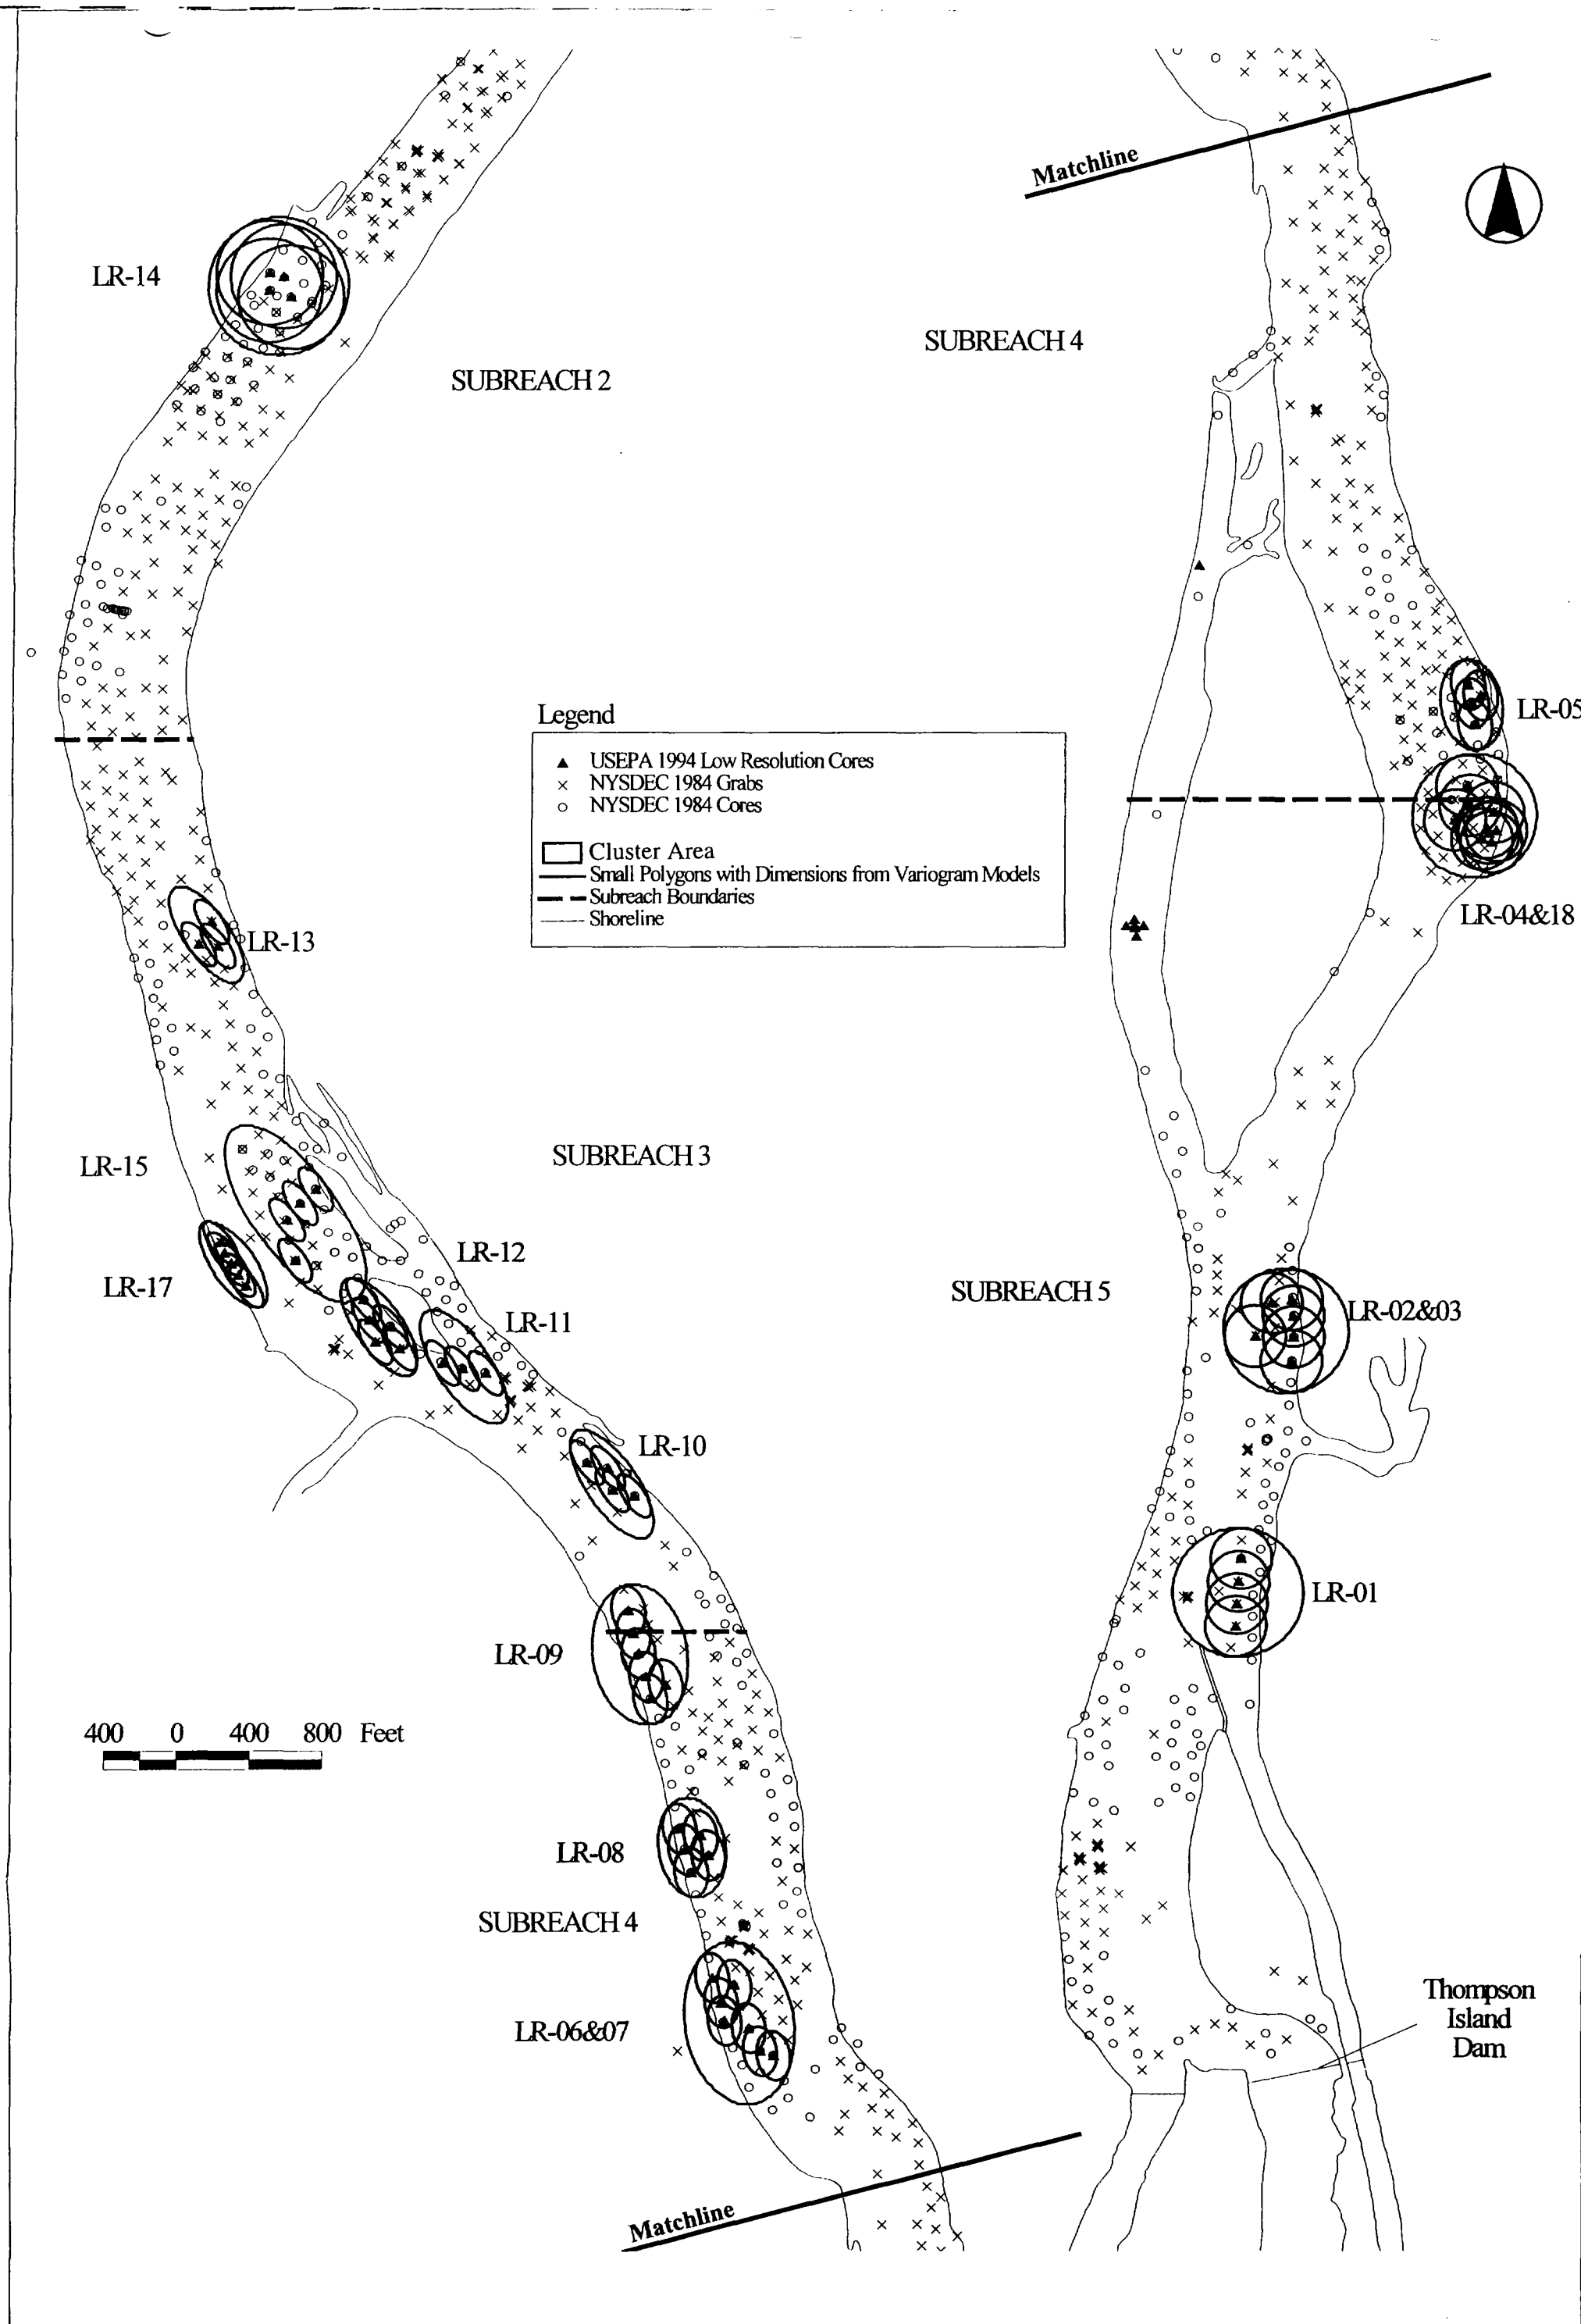 Matchline
LR-14
SUBREACH 4
SUBREACH 2
Legend
USEPA 1994 Low Resolution Cores
NYSDEC 1984 Grabs
NYSDEC 1984 Cores
Cluster Area
Small Polygons with Dimensions from Variogram Models
Subreach Boundaries
Shoreline
LR-05
LR-04&18
LR-13
SUBREACH 3
LR-15
LR-12
LR-17
LR-11
SUBREACH 5
LR-02&03
LR-10
LR-01
LR-09
400 0 400 800 Feet
LR-08
SUBREACH 4
LR-06&07
Thompson
Island
Dam
Matchline